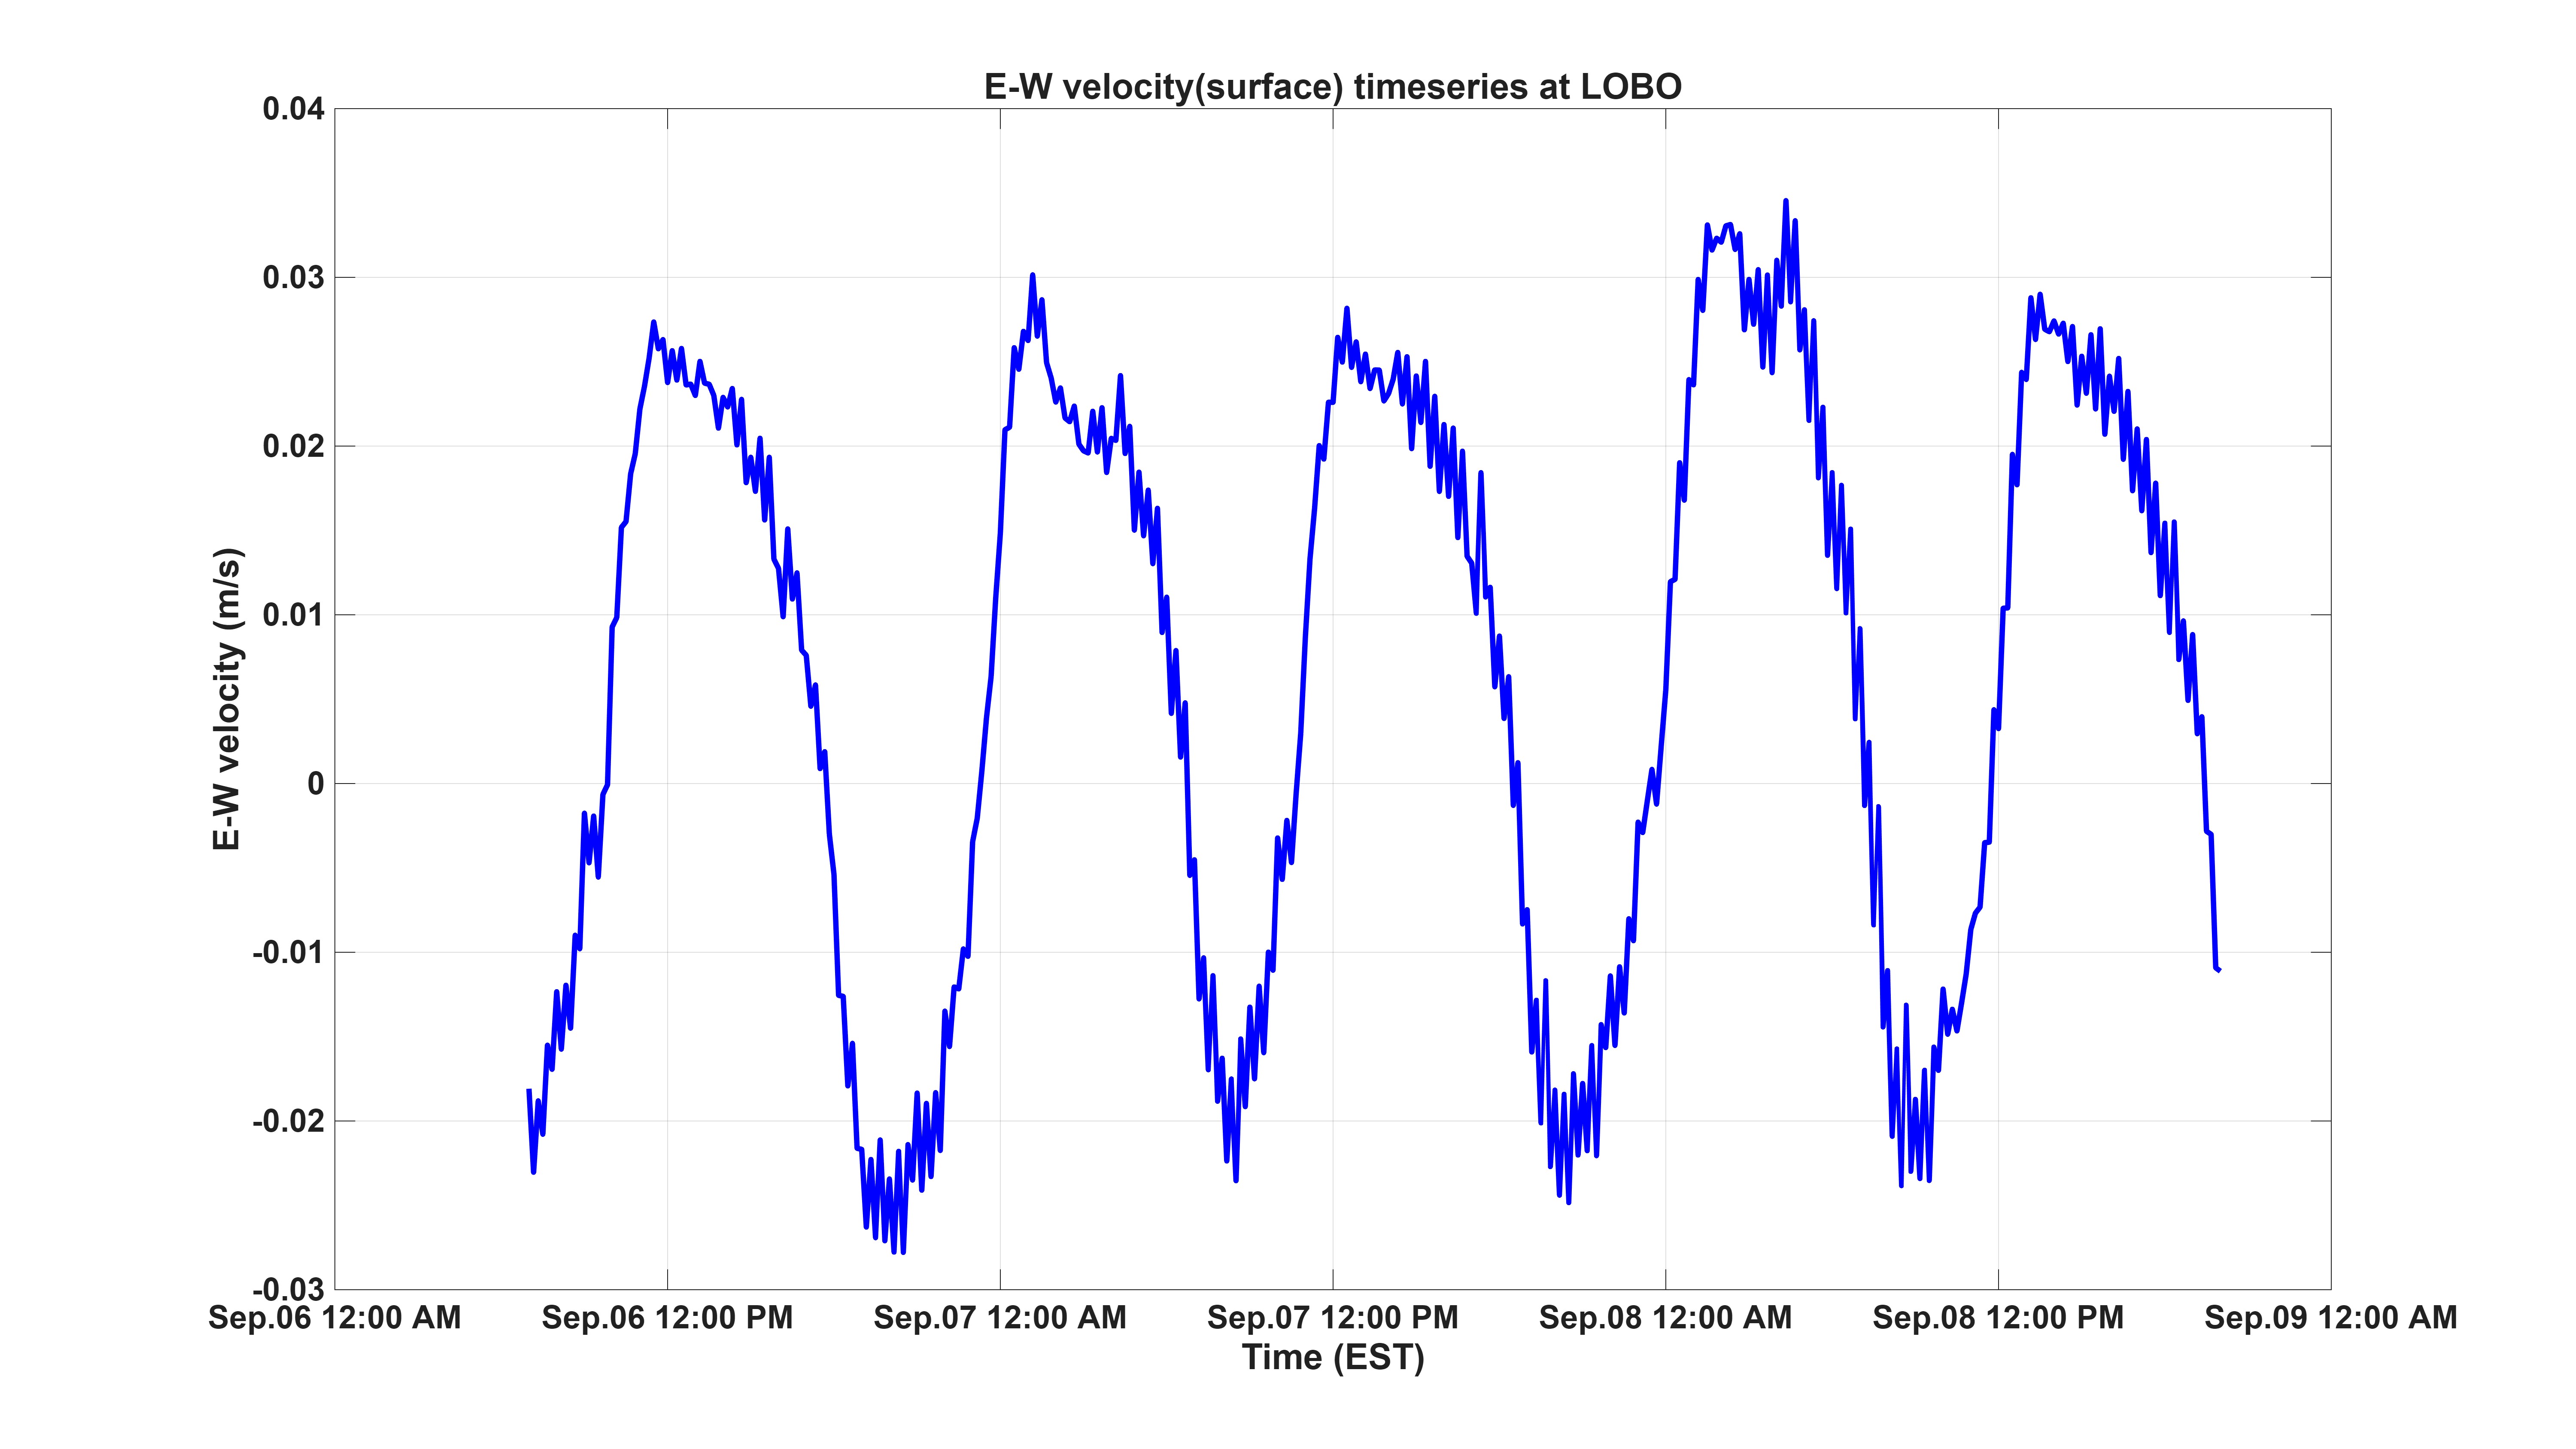 E-W velocity(surface) timeseries at LOBO
E-W velocity (m/s)
0.04
0.03
0.02
0.01
0
-0.01
-0.02
-0.03
Sep.06 12:00 AM
Sep.06 12:00 PM
Sep.07 12:00 AM
Sep.07 12:00 PM
Sep.08 12:00 AM
Sep.08 12:00 PM
Sep.09 12:00 AM
Time (EST)